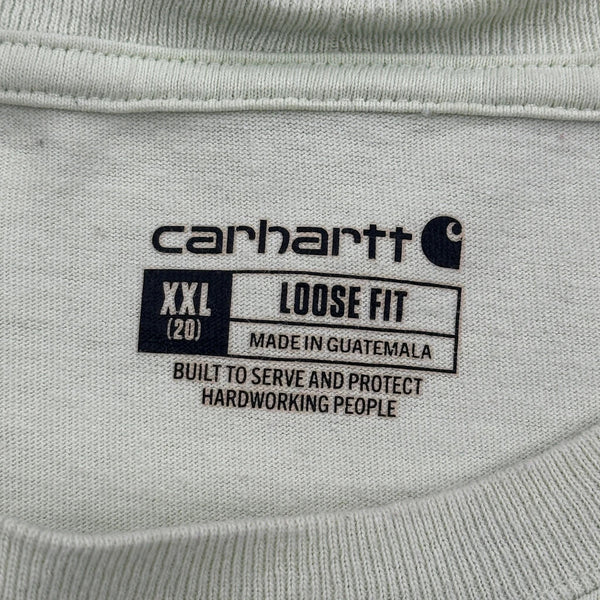 carhartt
XXL
(20)
LOOSE FIT
MADE IN GUATEMALA
BUILT TO SERVE AND PROTECT
HARDWORKING PEOPLE